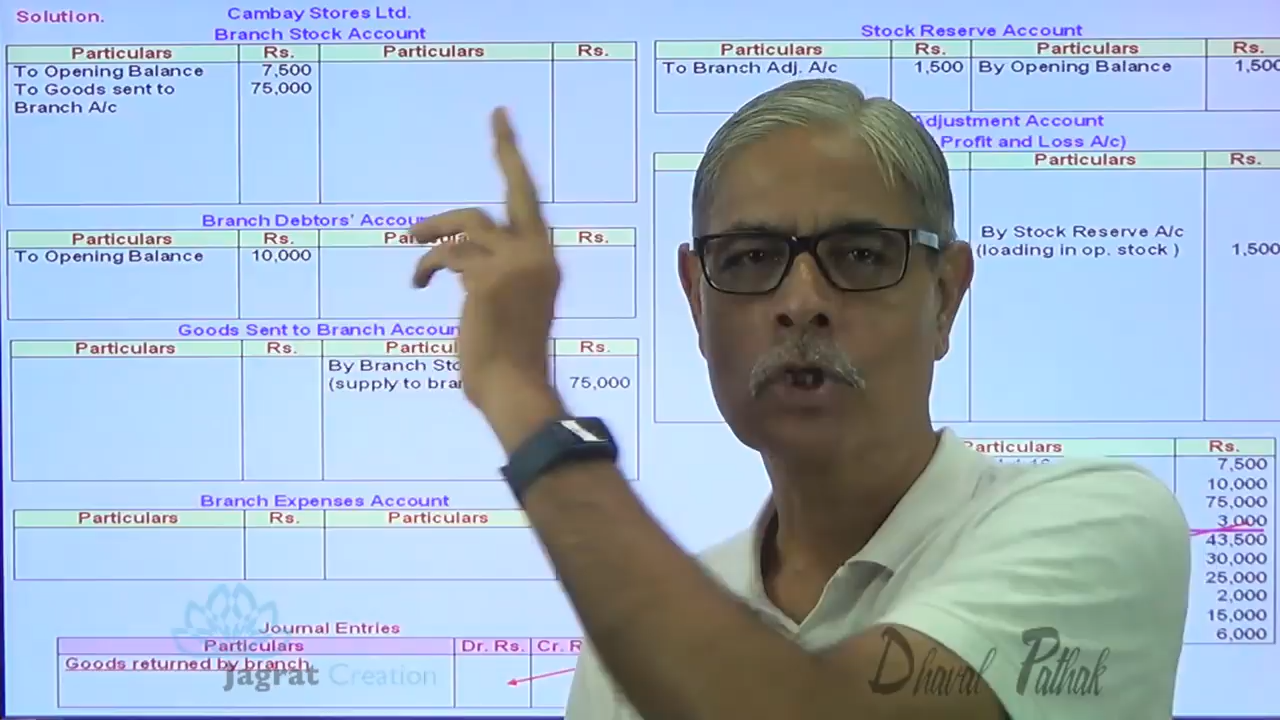 Solution.
Cambay Stores Ltd.
Branch Stock Account
Particulars Rs. Particulars Rs.
To Opening Balance 7,500
To Goods sent to 75,000
Branch A/c
Branch Debtors' Accou
Particulars Rs. Particulars Rs.
To Opening Balance 10,000
Goods Sent to Branch Accoun
Particulars Rs. Particu Rs.
By Branch Sto
(supply to bran 75,000
Branch Expenses Account
Particulars Rs. Particulars
Journal Entries
Particulars Dr. Rs. Cr. R
Goods returned by branch
Stock Reserve Account
Particulars Rs. Particulars Rs.
To Branch Adj. A/c 1,500 By Opening Balance 1,500
Adjustment Account
Profit and Loss A/c)
Particulars Rs.
By Stock Reserve A/c
(loading in op. stock ) 1,500
Particulars Rs.
7,500
10,000
75,000
3,000
43,500
30,000
25,000
2,000
15,000
6,000
Jagrat Creation
Dhaval Pathak